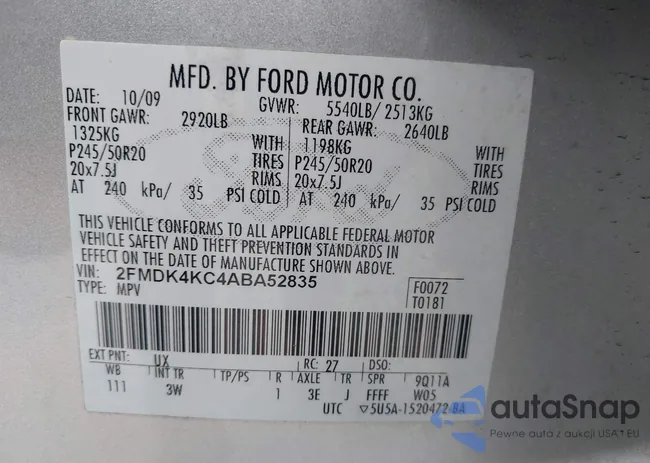 MFD. BY FORD MOTOR CO.
DATE: 10/09 GVWR: 5540LB/ 2513KG
FRONT GAWR: 2920LB REAR GAWR: 2640LB
1325KG WITH 1198KG WITH
P245/50R20 TIRES P245/50R20 TIRES
20x7.5J RIMS 20x7.5J RIMS
AT 240 kPa/ 35 PSI COLD AT 240 kPa/ 35 PSI COLD
THIS VEHICLE CONFORMS TO ALL APPLICABLE FEDERAL MOTOR
VEHICLE SAFETY AND THEFT PREVENTION STANDARDS IN
EFFECT ON THE DATE OF MANUFACTURE SHOWN ABOVE.
VIN: 2FMDK4KC4ABA52835 F0072
TYPE: MPV T0181
EXT PNT: UX RC: 27 DSO:
WB INT TR TP/PS R AXLE TR SPR 9Q11A
111 3W 1 3E J FFFF W05
UTC ▽5U5A-1520472-BA
autoSnap
Pewne auta z aukcji USA i EU